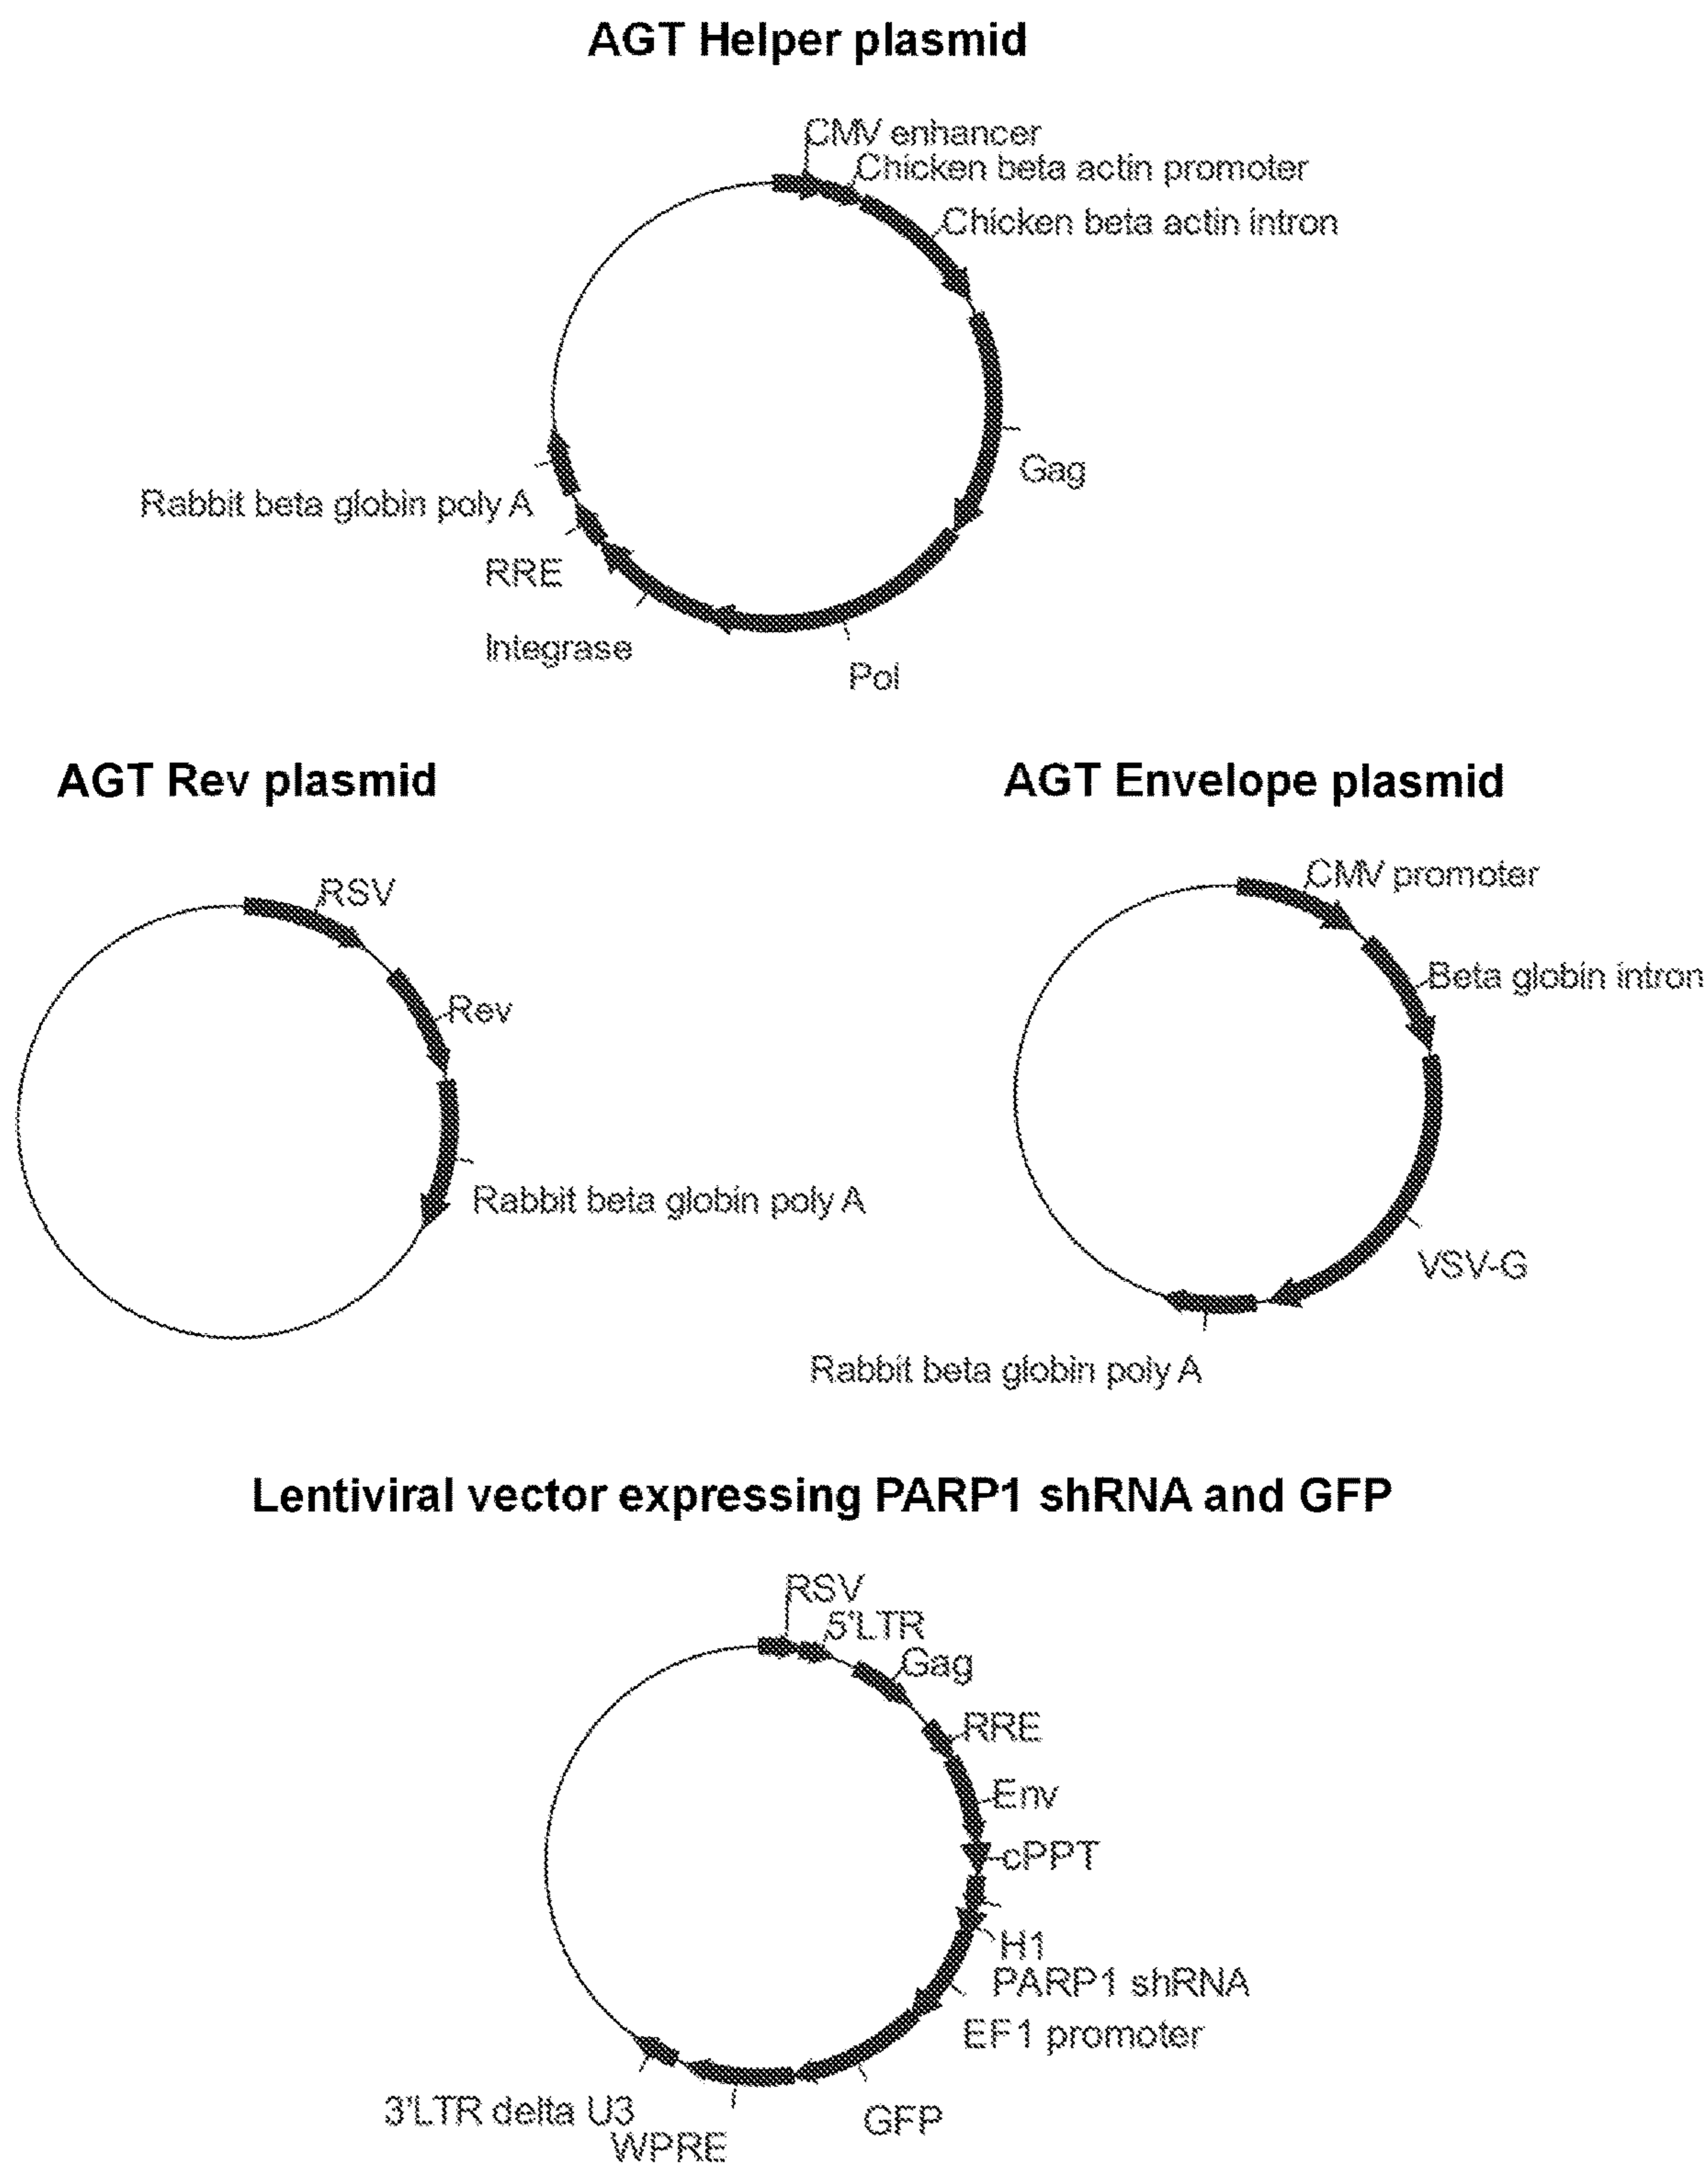 AGT Helper plasmid
CMV enhancer
Chicken beta actin promoter
Chicken beta actin intron
Gag
Rabbit beta globin poly A
RRE
Integrase
Pol
AGT Rev plasmid
RSV
Rev
Rabbit beta globin poly A
AGT Envelope plasmid
CMV promoter
Beta globin intron
VSV-G
Rabbit beta globin poly A
Lentiviral vector expressing PARP1 shRNA and GFP
RSV
5'LTR
Gag
RRE
Env
cPPT
H1
PARP1 shRNA
EF1 promoter
GFP
3'LTR delta U3
WPRE